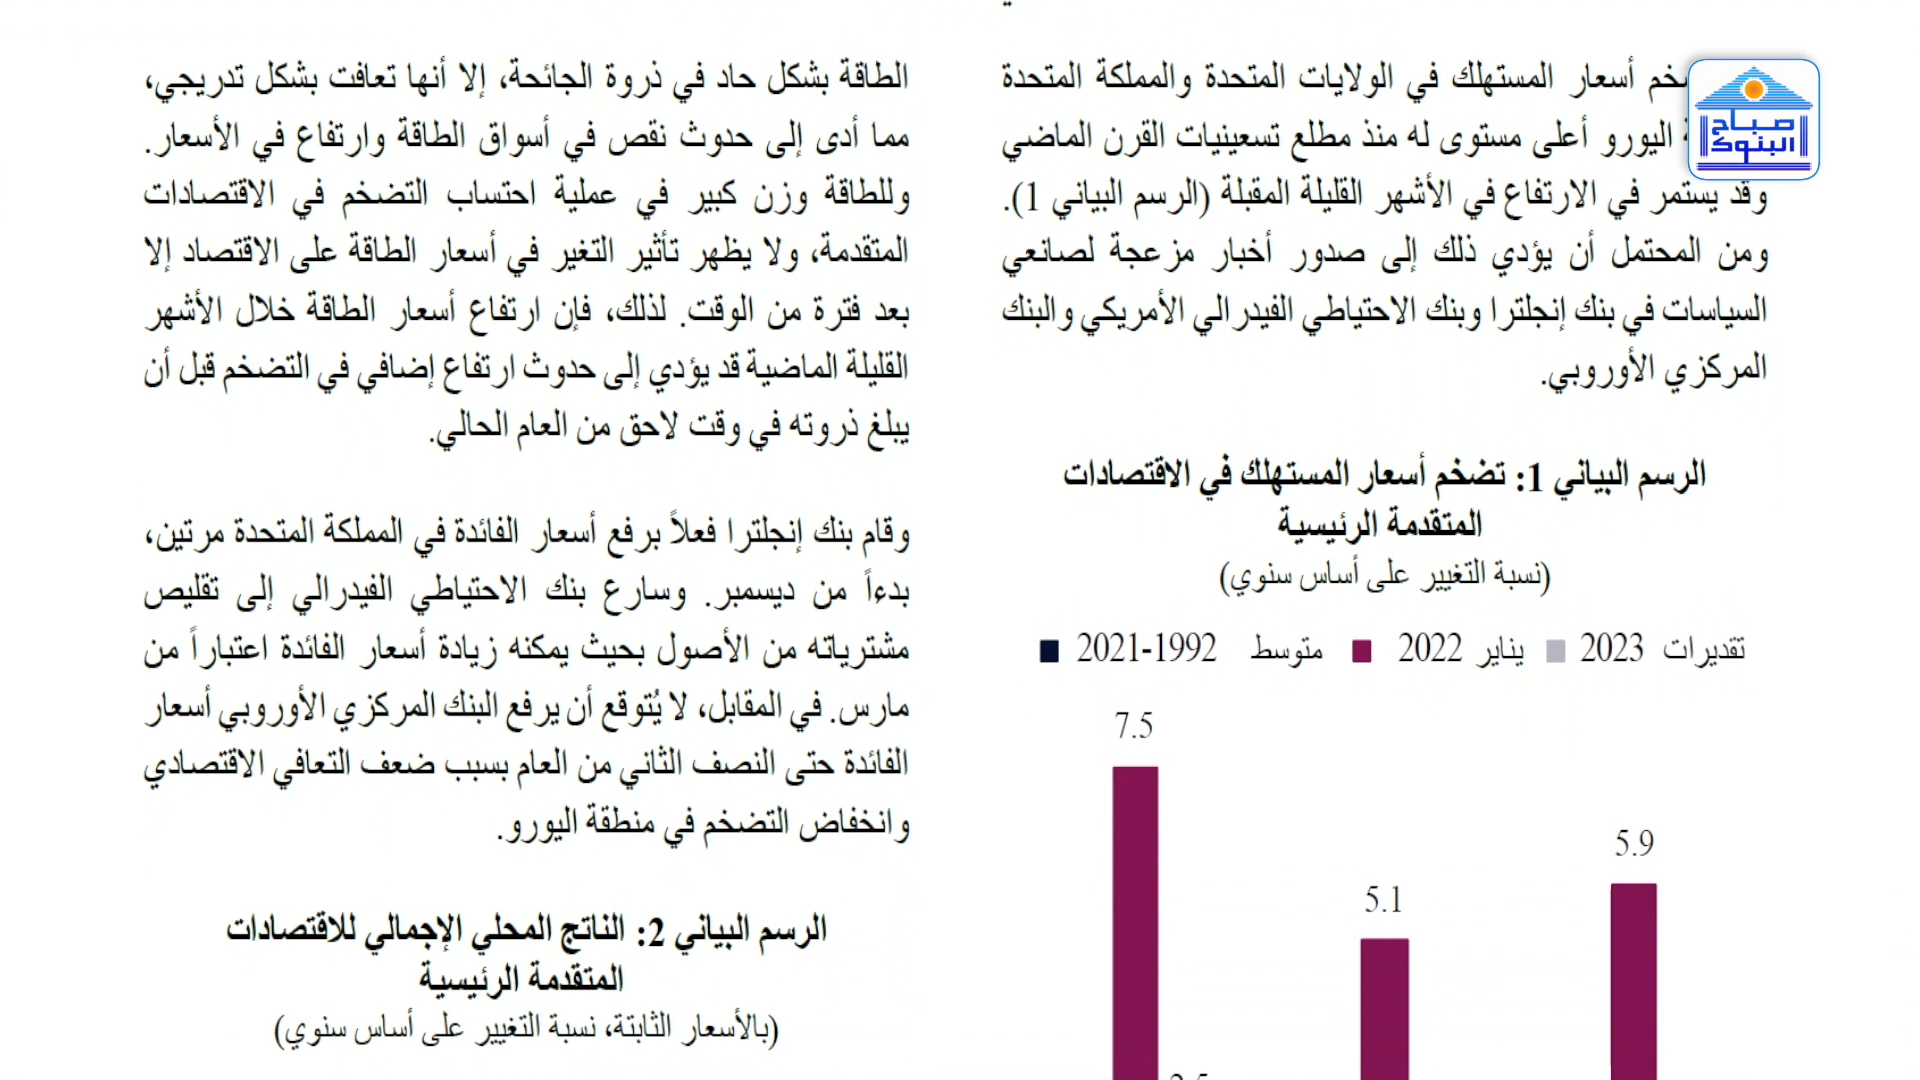 أسعار المستهلك في الولايات المتحدة والمملكة المتحدة
اليورو أعلى مستوى له منذ مطلع تسعينيات القرن الماضي
وقد يستمر في الارتفاع في الأشهر القليلة المقبلة (الرسم البياني 1).
ومن المحتمل أن يؤدي ذلك إلى صدور أخبار مزعجة لصانعي
السياسات في بنك إنجلترا وبنك الاحتياطي الفيدرالي الأمريكي والبنك
المركزي الأوروبي.
الرسم البياني 1: تضخم أسعار المستهلك في الاقتصادات
المتقدمة الرئيسية
(نسبة التغيير على أساس سنوي)
تقديرات 2023 يناير 2022 متوسط 1992-2021
7.5
5.1
5.9
الطاقة بشكل حاد في ذروة الجائحة، إلا أنها تعافت بشكل تدريجي،
مما أدى إلى حدوث نقص في أسواق الطاقة وارتفاع في الأسعار.
وللطاقة وزن كبير في عملية احتساب التضخم في الاقتصادات
المتقدمة، ولا يظهر تأثير التغير في أسعار الطاقة على الاقتصاد إلا
بعد فترة من الوقت. لذلك، فإن ارتفاع أسعار الطاقة خلال الأشهر
القليلة الماضية قد يؤدي إلى حدوث ارتفاع إضافي في التضخم قبل أن
يبلغ ذروته في وقت لاحق من العام الحالي.
وقام بنك إنجلترا فعلاً برفع أسعار الفائدة في المملكة المتحدة مرتين،
بدءاً من ديسمبر. وسارع بنك الاحتياطي الفيدرالي إلى تقليص
مشترياته من الأصول بحيث يمكنه زيادة أسعار الفائدة اعتباراً من
مارس. في المقابل، لا يُتوقع أن يرفع البنك المركزي الأوروبي أسعار
الفائدة حتى النصف الثاني من العام بسبب ضعف التعافي الاقتصادي
وانخفاض التضخم في منطقة اليورو.
الرسم البياني 2: الناتج المحلي الإجمالي للاقتصادات
المتقدمة الرئيسية
(بالأسعار الثابتة، نسبة التغيير على أساس سنوي)
صباح
البنوك